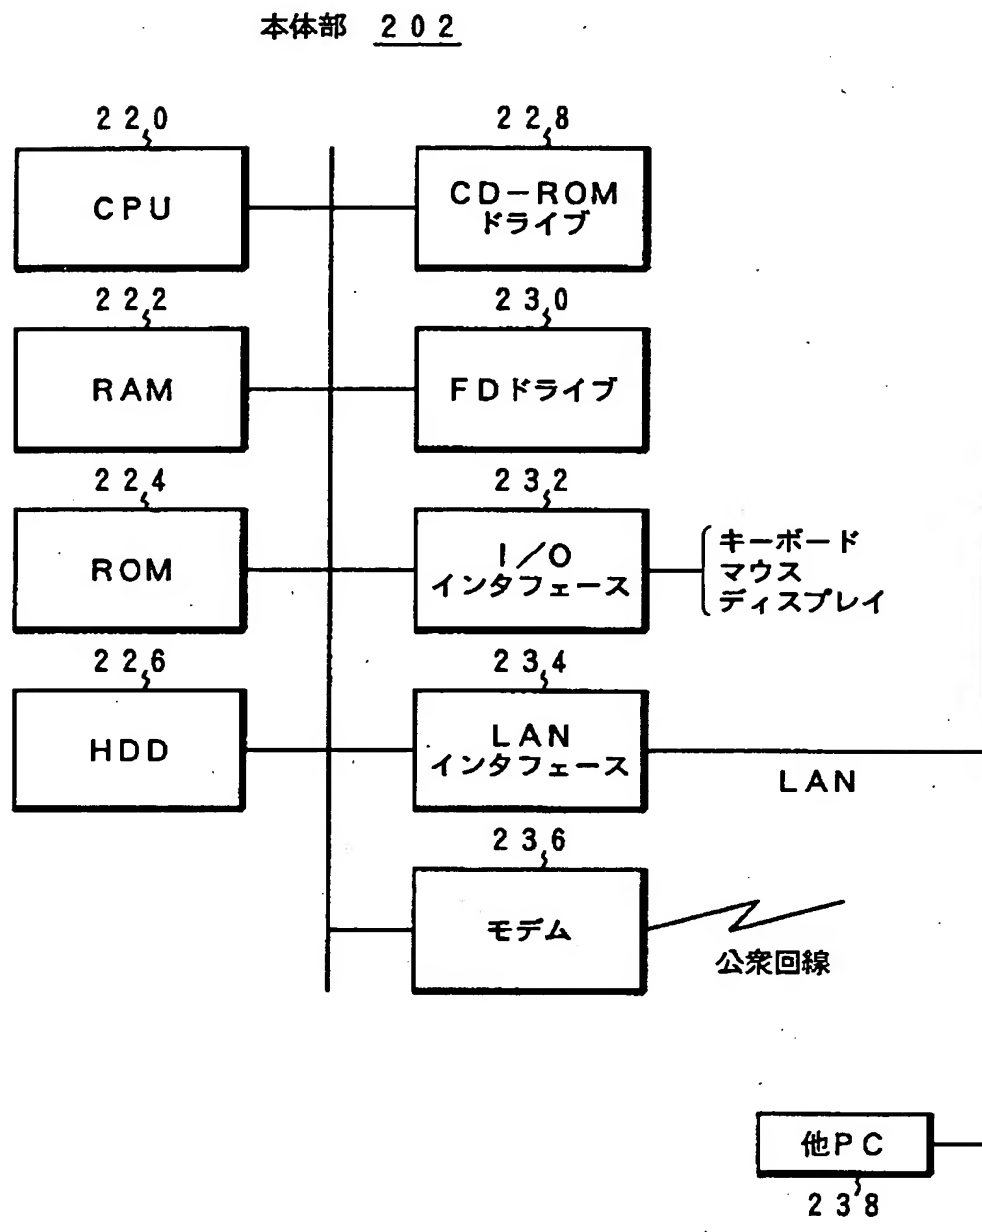 本体部 202
220
CPU
228
CD-ROM
ドライブ
222
RAM
230
FDドライブ
224
ROM
232
I/O
インタフェース
キーボード
マウス
ディスプレイ
226
HDD
234
LAN
インタフェース
LAN
236
モデム
公衆回線
他PC
238